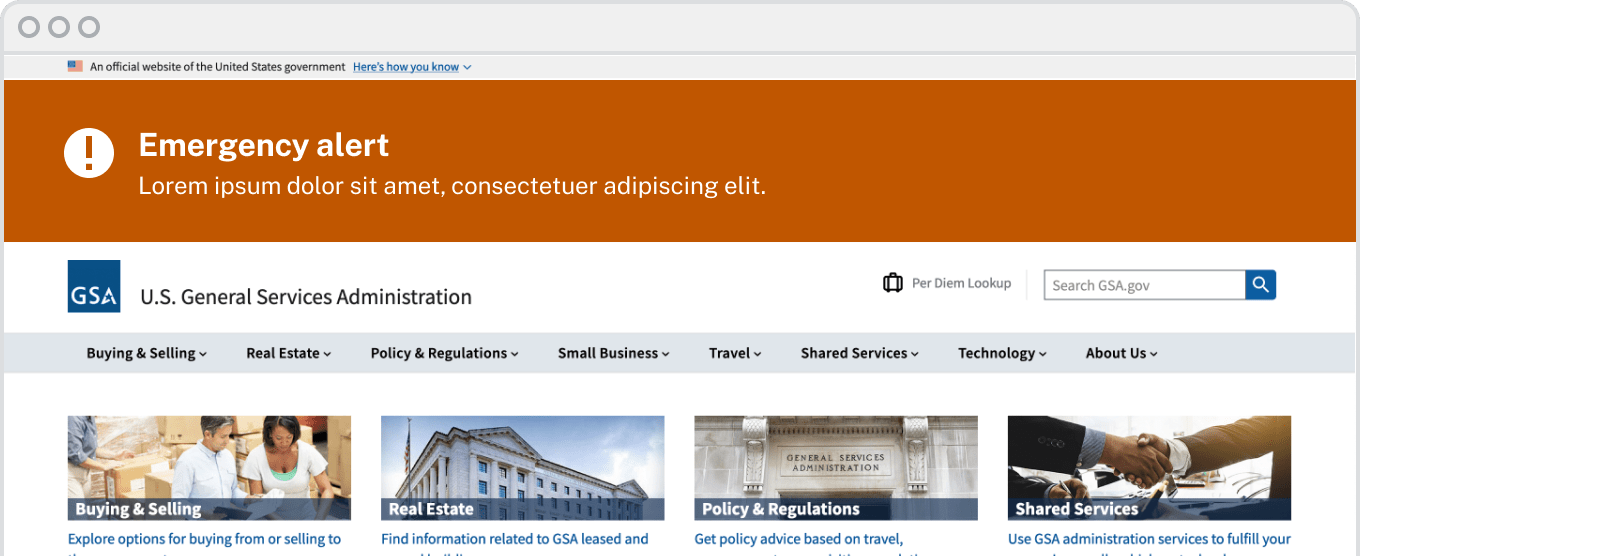 An official website of the United States government Here's how you know
Emergency alert
Lorem ipsum dolor sit amet, consectetuer adipiscing elit.
GSA
U.S. General Services Administration
Per Diem Lookup
Search GSA.gov
Buying & Selling Real Estate Policy & Regulations Small Business Travel Shared Services Technology About Us
GENERAL SERVICES
ADMINISTRATION
Buying & Selling Real Estate Policy & Regulations Shared Services
Explore options for buying from or selling to Find information related to GSA leased and Get policy advice based on travel, Use GSA administration services to fulfill your